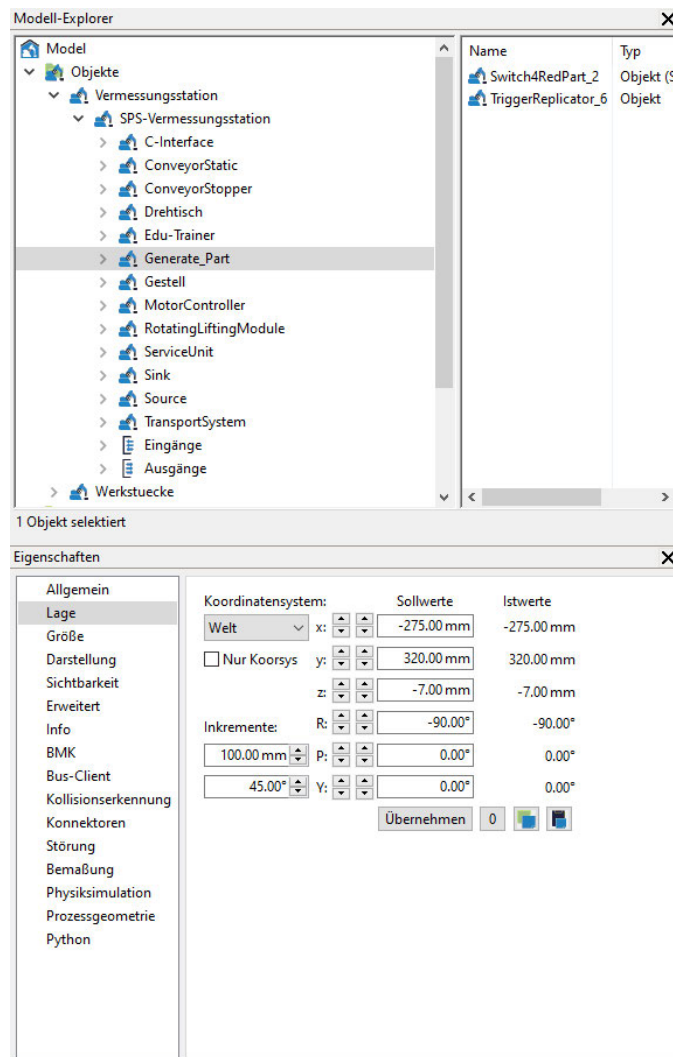 Modell-Explorer
Model
Objekte
Vermessungsstation
SPS-Vermessungsstation
C-Interface
ConveyorStatic
ConveyorStopper
Drehtisch
Edu-Trainer
Generate_Part
Gestell
MotorController
RotatingLiftingModule
ServiceUnit
Sink
Source
TransportSystem
Eingänge
Ausgänge
Werkstuecke
Name Typ
Switch4RedPart_2 Objekt (S
TriggerReplicator_6 Objekt
1 Objekt selektiert
Eigenschaften
Allgemein
Lage
Größe
Darstellung
Sichtbarkeit
Erweitert
Info
BMK
Bus-Client
Kollisionserkennung
Konnektoren
Störung
Bemaßung
Physiksimulation
Prozessgeometrie
Python
Koordinatensystem: Sollwerte Istwerte
Welt x: -275.00 mm -275.00 mm
Nur Koorsys y: 320.00 mm 320.00 mm
z: -7.00 mm -7.00 mm
Inkremente: R: -90.00° -90.00°
100.00 mm P: 0.00° 0.00°
45.00° Y: 0.00° 0.00°
Übernehmen 0